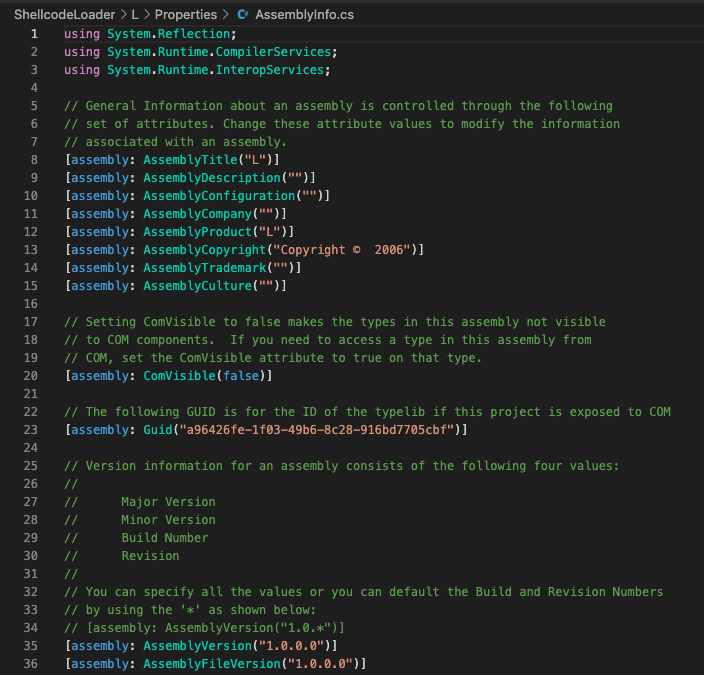 ShellcodeLoader > L > Properties > C# AssemblyInfo.cs
1 using System.Reflection;
2 using System.Runtime.CompilerServices;
3 using System.Runtime.InteropServices;
4
5 // General Information about an assembly is controlled through the following
6 // set of attributes. Change these attribute values to modify the information
7 // associated with an assembly.
8 [assembly: AssemblyTitle("L")]
9 [assembly: AssemblyDescription("")]
10 [assembly: AssemblyConfiguration("")]
11 [assembly: AssemblyCompany("")]
12 [assembly: AssemblyProduct("L")]
13 [assembly: AssemblyCopyright("Copyright ©  2006")]
14 [assembly: AssemblyTrademark("")]
15 [assembly: AssemblyCulture("")]
16
17 // Setting ComVisible to false makes the types in this assembly not visible
18 // to COM components.  If you need to access a type in this assembly from
19 // COM, set the ComVisible attribute to true on that type.
20 [assembly: ComVisible(false)]
21
22 // The following GUID is for the ID of the typelib if this project is exposed to COM
23 [assembly: Guid("a96426fe-1f03-49b6-8c28-916bd7705cbf")]
24
25 // Version information for an assembly consists of the following four values:
26 //
27 //      Major Version
28 //      Minor Version
29 //      Build Number
30 //      Revision
31 //
32 // You can specify all the values or you can default the Build and Revision Numbers
33 // by using the '*' as shown below:
34 // [assembly: AssemblyVersion("1.0.*")]
35 [assembly: AssemblyVersion("1.0.0.0")]
36 [assembly: AssemblyFileVersion("1.0.0.0")]